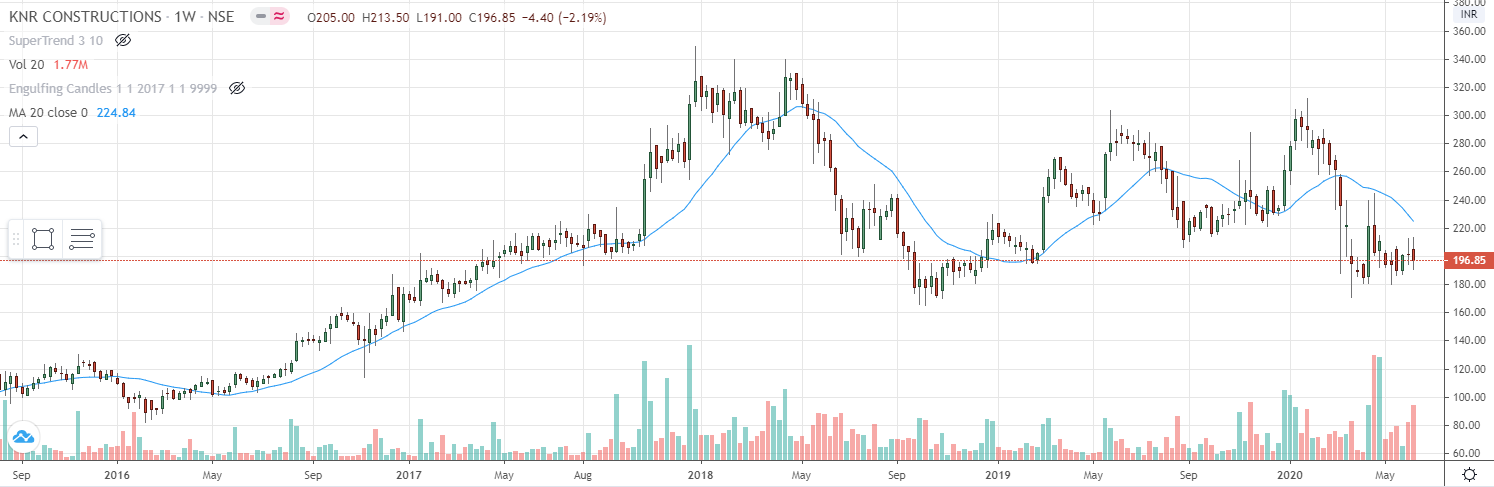 KNR CONSTRUCTIONS · 1W · NSE O205.00 H213.50 L191.00 C196.85 −4.40 (−2.19%)
SuperTrend 3 10
Vol 20 1.77M
Engulfing Candles 1 1 2017 1 1 9999
MA 20 close 0 224.84
380.00
INR
360.00
340.00
320.00
300.00
280.00
260.00
240.00
220.00
196.85
180.00
160.00
140.00
120.00
100.00
80.00
60.00
Sep 2016 May Sep 2017 May Aug 2018 May Sep 2019 May Sep 2020 May